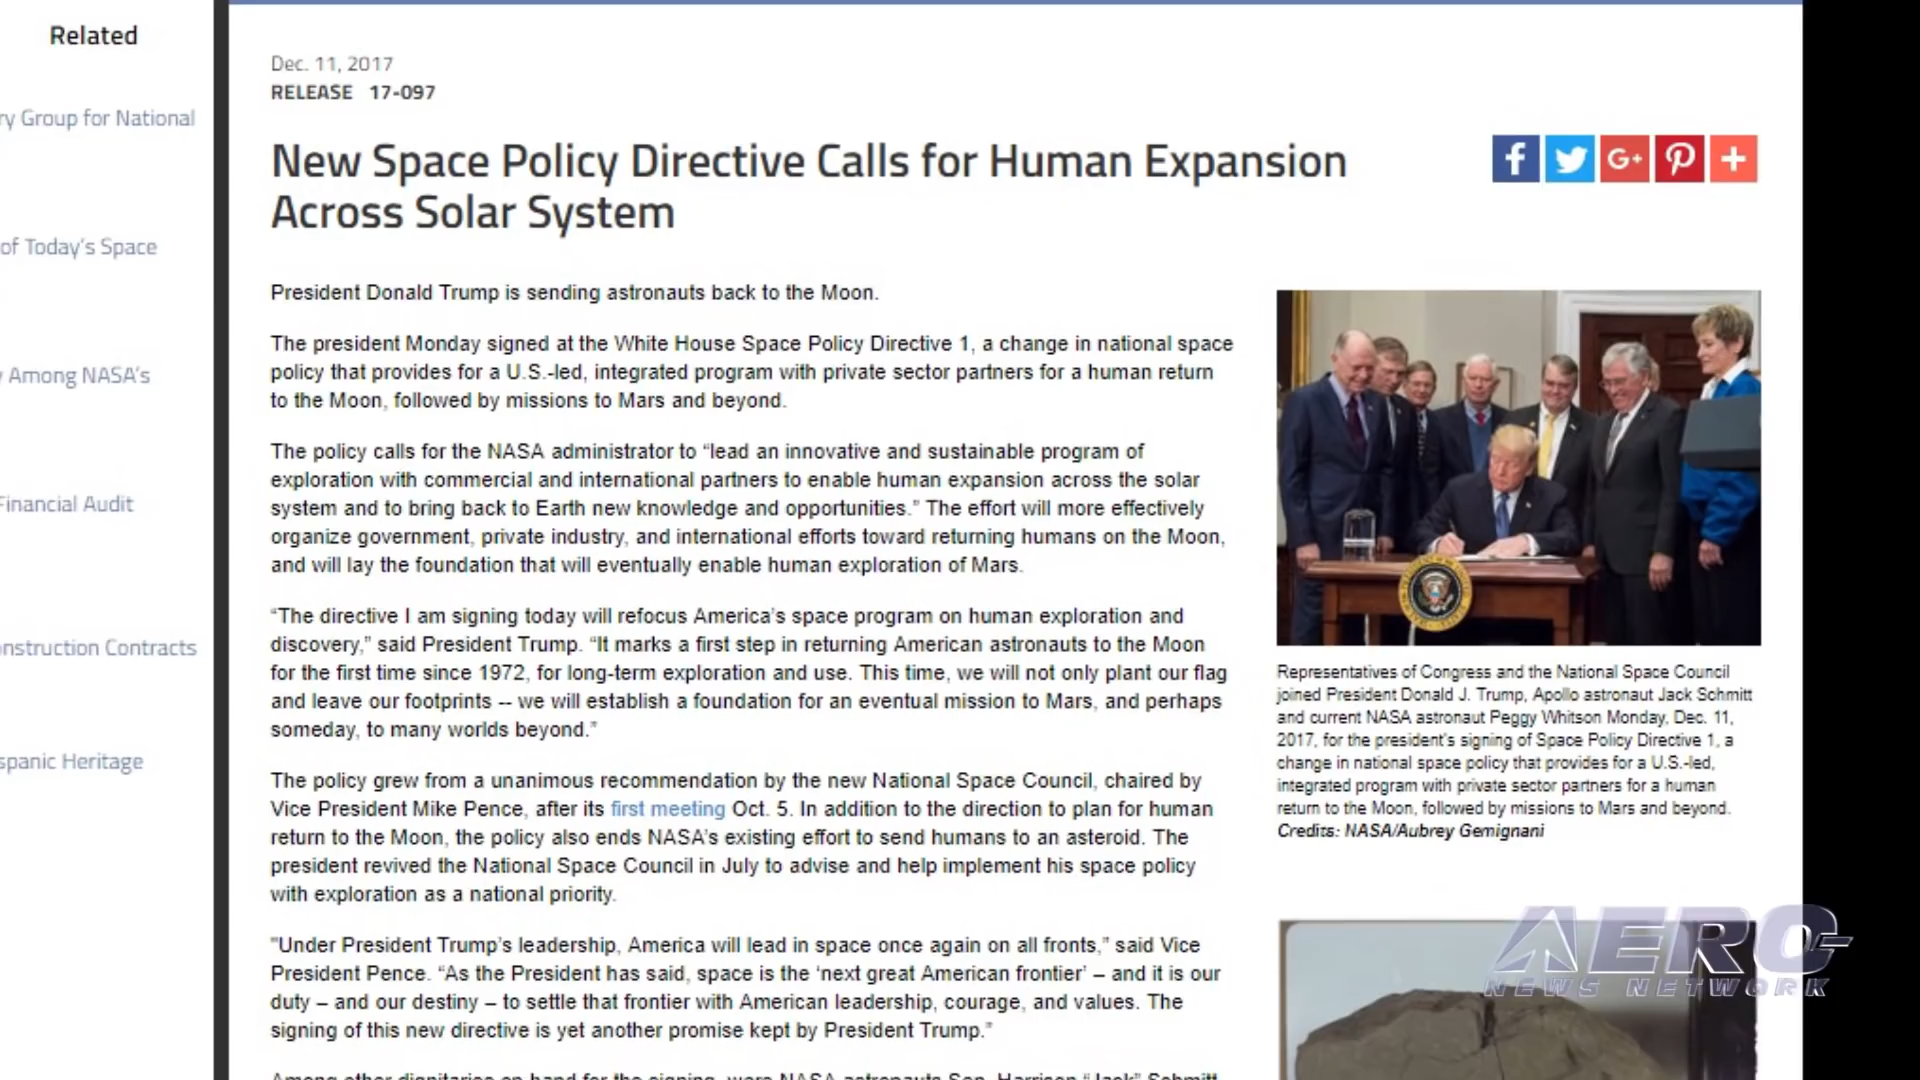 Related
ry Group for National
of Today's Space
y Among NASA's
Financial Audit
onstruction Contracts
spanic Heritage
Dec. 11, 2017
RELEASE 17-097
New Space Policy Directive Calls for Human Expansion
Across Solar System
f
G+
+
President Donald Trump is sending astronauts back to the Moon.
The president Monday signed at the White House Space Policy Directive 1, a change in national space
policy that provides for a U.S.-led, integrated program with private sector partners for a human return
to the Moon, followed by missions to Mars and beyond.
The policy calls for the NASA administrator to “lead an innovative and sustainable program of
exploration with commercial and international partners to enable human expansion across the solar
system and to bring back to Earth new knowledge and opportunities.” The effort will more effectively
organize government, private industry, and international efforts toward returning humans on the Moon,
and will lay the foundation that will eventually enable human exploration of Mars.
“The directive I am signing today will refocus America’s space program on human exploration and
discovery,” said President Trump. “It marks a first step in returning American astronauts to the Moon
for the first time since 1972, for long-term exploration and use. This time, we will not only plant our flag
and leave our footprints -- we will establish a foundation for an eventual mission to Mars, and perhaps
someday, to many worlds beyond.”
The policy grew from a unanimous recommendation by the new National Space Council, chaired by
Vice President Mike Pence, after its first meeting Oct. 5. In addition to the direction to plan for human
return to the Moon, the policy also ends NASA’s existing effort to send humans to an asteroid. The
president revived the National Space Council in July to advise and help implement his space policy
with exploration as a national priority.
"Under President Trump’s leadership, America will lead in space once again on all fronts,” said Vice
President Pence. “As the President has said, space is the ‘next great American frontier’ – and it is our
duty – and our destiny – to settle that frontier with American leadership, courage, and values. The
signing of this new directive is yet another promise kept by President Trump.”
Among other dignitaries on hand for the signing, were NASA astronauts Sen. Harrison “Jack” Schmitt
Representatives of Congress and the National Space Council
joined President Donald J. Trump, Apollo astronaut Jack Schmitt
and current NASA astronaut Peggy Whitson Monday, Dec. 11,
2017, for the president's signing of Space Policy Directive 1, a
change in national space policy that provides for a U.S.-led,
integrated program with private sector partners for a human
return to the Moon, followed by missions to Mars and beyond.
Credits: NASA/Aubrey Gemignani
AERO-
NEWS NETWORK